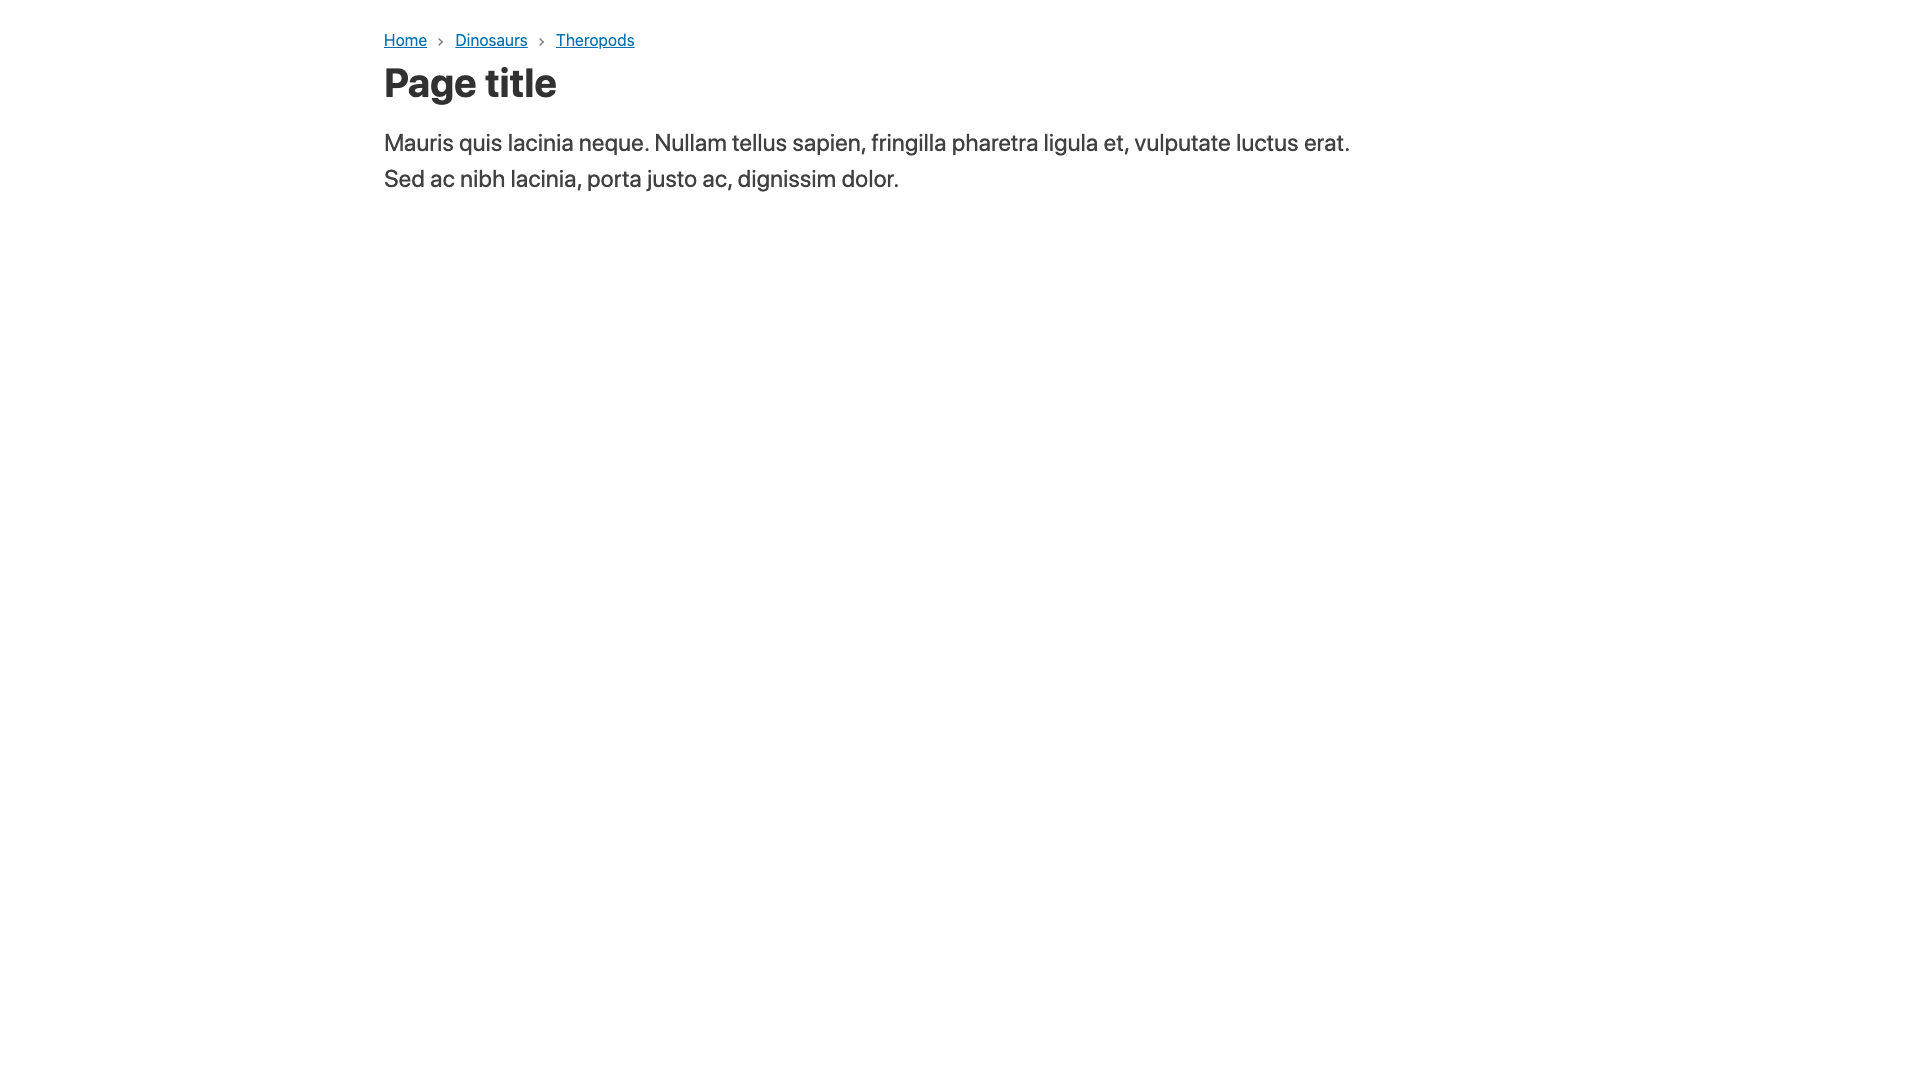 Home › Dinosaurs › Theropods
Page title
Mauris quis lacinia neque. Nullam tellus sapien, fringilla pharetra ligula et, vulputate luctus erat.
Sed ac nibh lacinia, porta justo ac, dignissim dolor.